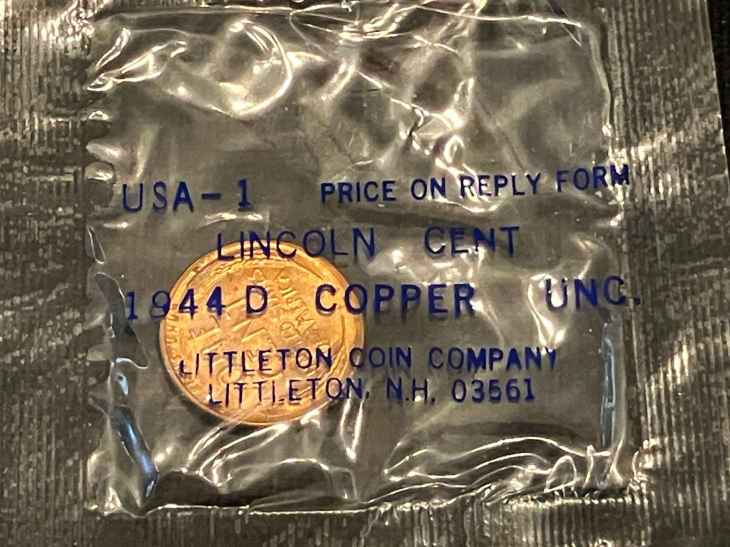 USA-1 PRICE ON REPLY FORM
LINCOLN CENT
1944 D COPPER UNC.
LITTLETON COIN COMPANY
LITTLETON, N.H. 03561